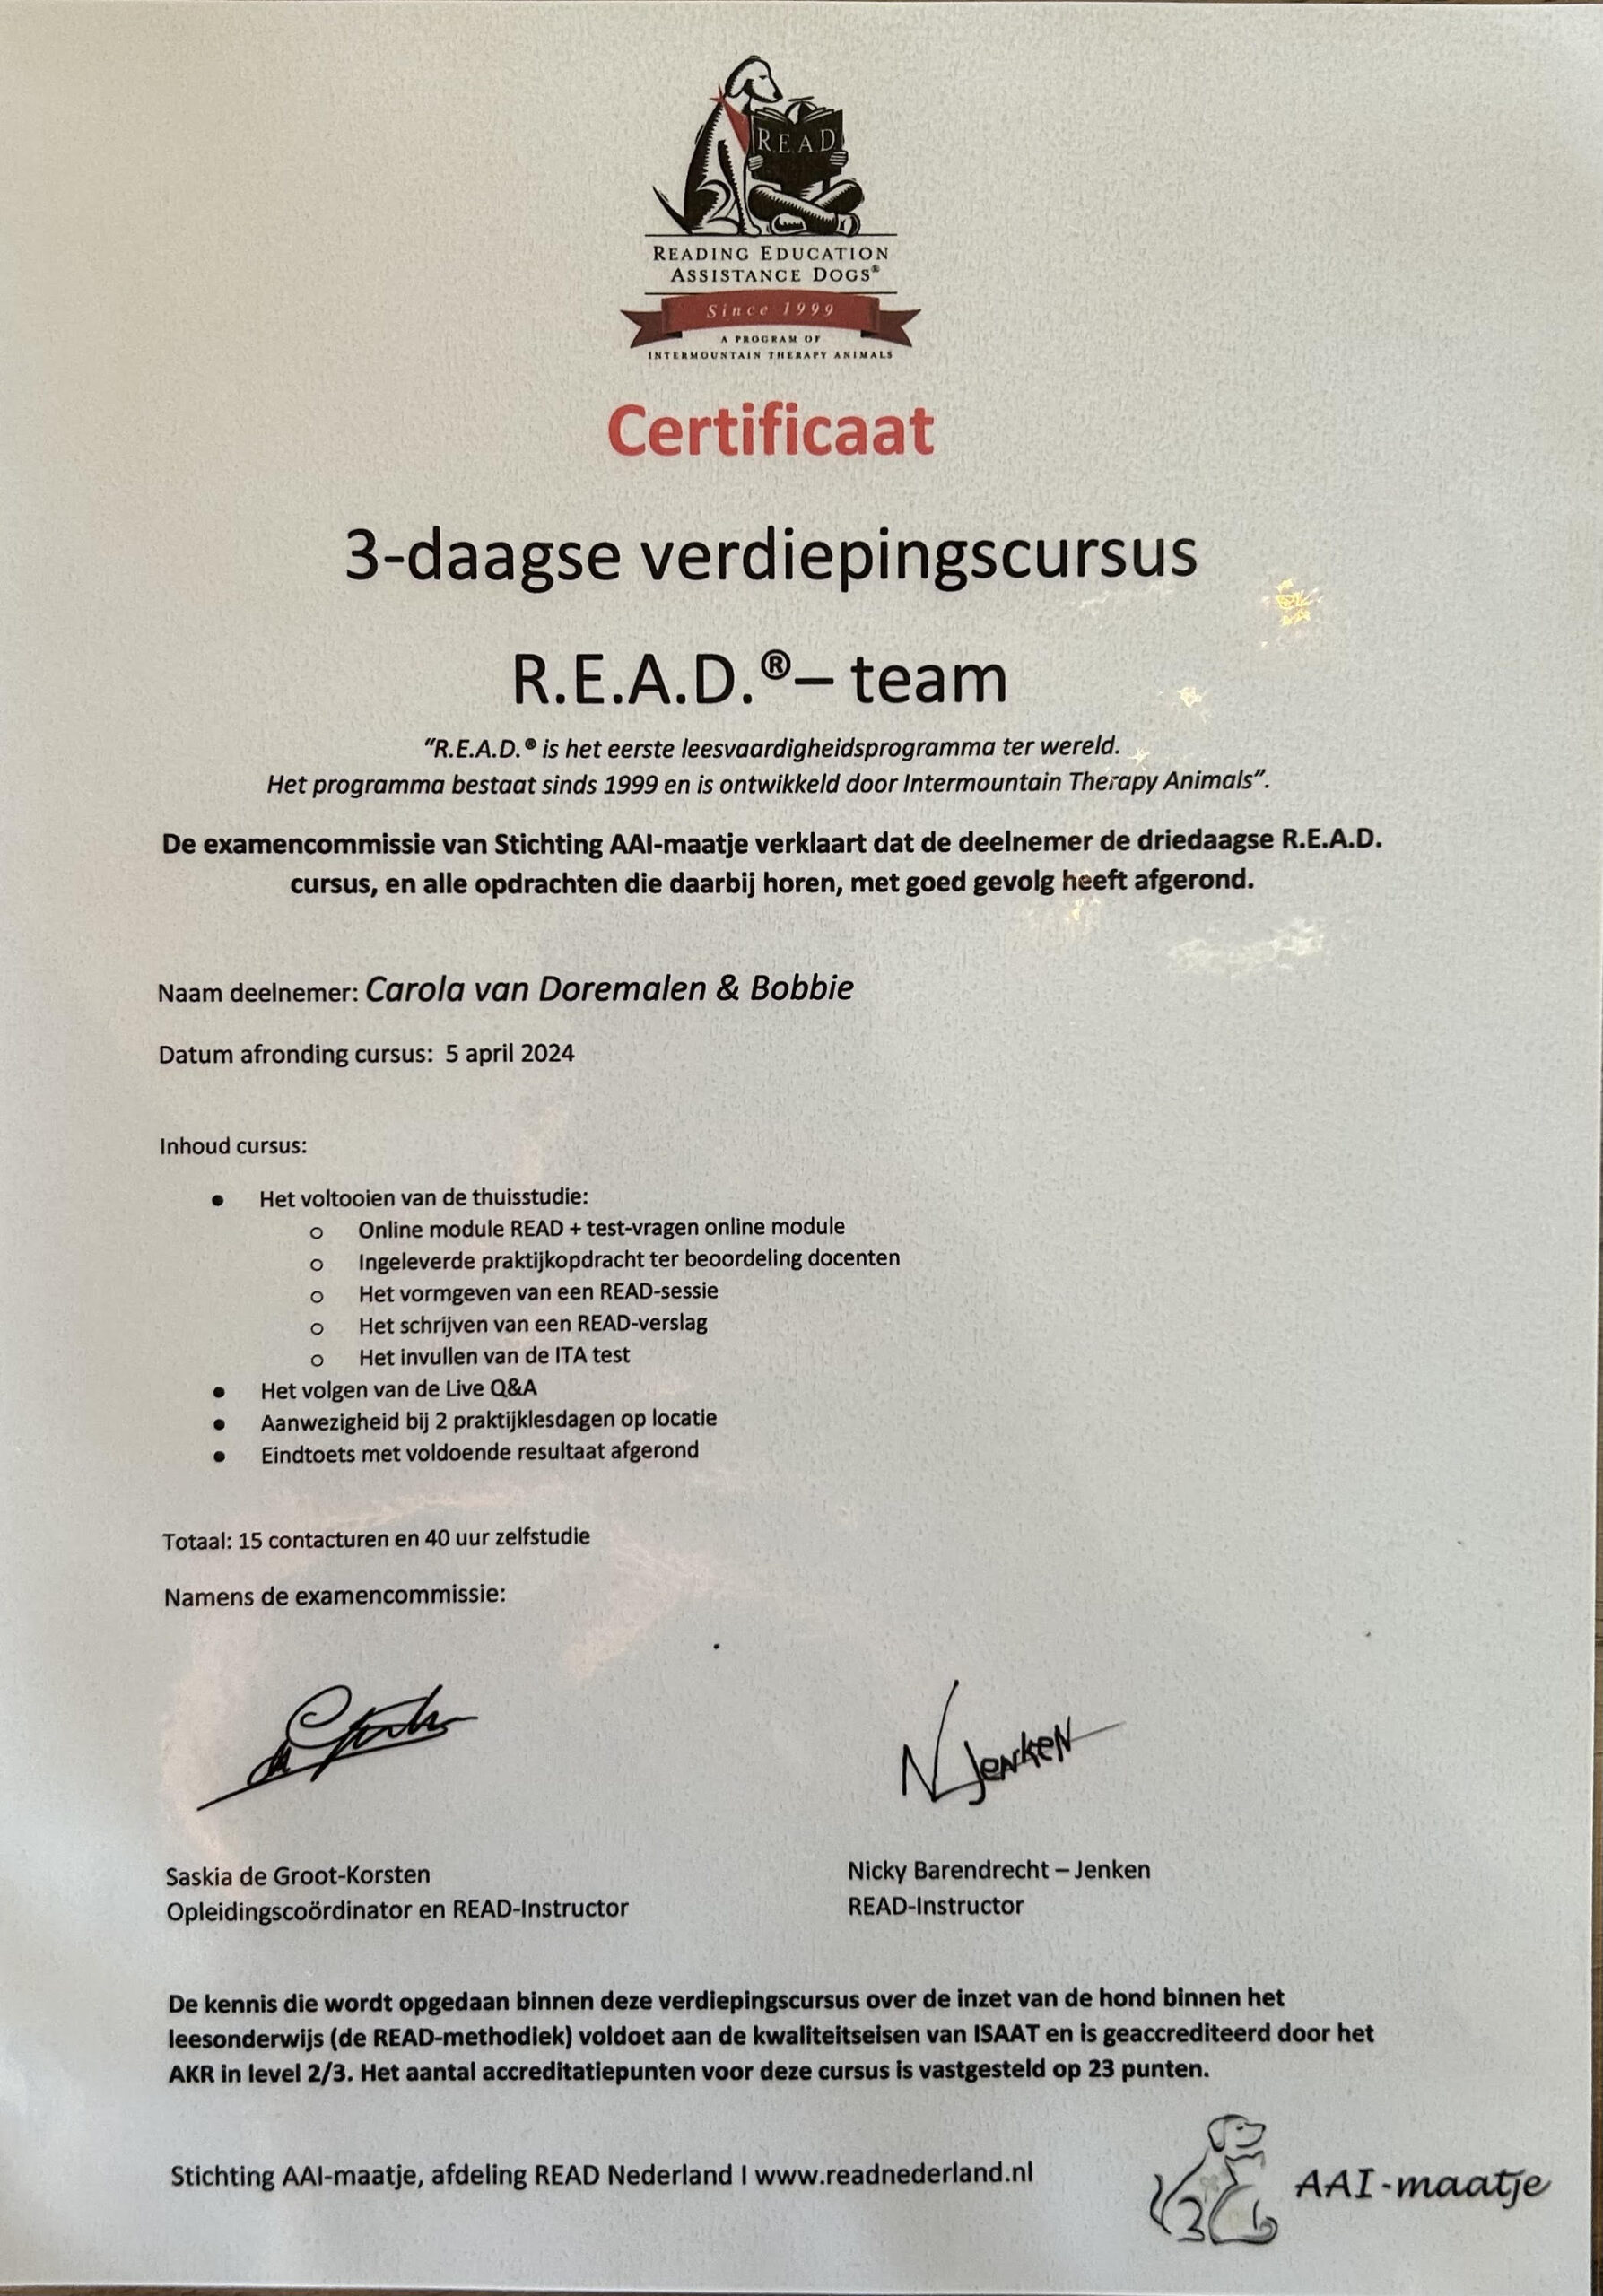 READ
READING EDUCATION
ASSISTANCE DOGS®
Since 1999
A PROGRAM OF
INTERMOUNTAIN THERAPY ANIMALS
Certificaat
3-daagse verdiepingscursus
R.E.A.D.®– team
“R.E.A.D.® is het eerste leesvaardigheidsprogramma ter wereld.
Het programma bestaat sinds 1999 en is ontwikkeld door Intermountain Therapy Animals”.
De examencommissie van Stichting AAI-maatje verklaart dat de deelnemer de driedaagse R.E.A.D.
cursus, en alle opdrachten die daarbij horen, met goed gevolg heeft afgerond.
Naam deelnemer: Carola van Doremalen & Bobbie
Datum afronding cursus: 5 april 2024
Inhoud cursus:
• Het voltooien van de thuisstudie:
o Online module READ + test-vragen online module
o Ingeleverde praktijkopdracht ter beoordeling docenten
o Het vormgeven van een READ-sessie
o Het schrijven van een READ-verslag
o Het invullen van de ITA test
• Het volgen van de Live Q&A
• Aanwezigheid bij 2 praktijklesdagen op locatie
• Eindtoets met voldoende resultaat afgerond
Totaal: 15 contacturen en 40 uur zelfstudie
Namens de examencommissie:
N Jenken
Saskia de Groot-Korsten
Opleidingscoördinator en READ-Instructor
Nicky Barendrecht – Jenken
READ-Instructor
De kennis die wordt opgedaan binnen deze verdiepingscursus over de inzet van de hond binnen het
leesonderwijs (de READ-methodiek) voldoet aan de kwaliteitseisen van ISAAT en is geaccrediteerd door het
AKR in level 2/3. Het aantal accreditatiepunten voor deze cursus is vastgesteld op 23 punten.
Stichting AAI-maatje, afdeling READ Nederland I www.readnederland.nl
AAI-maatje